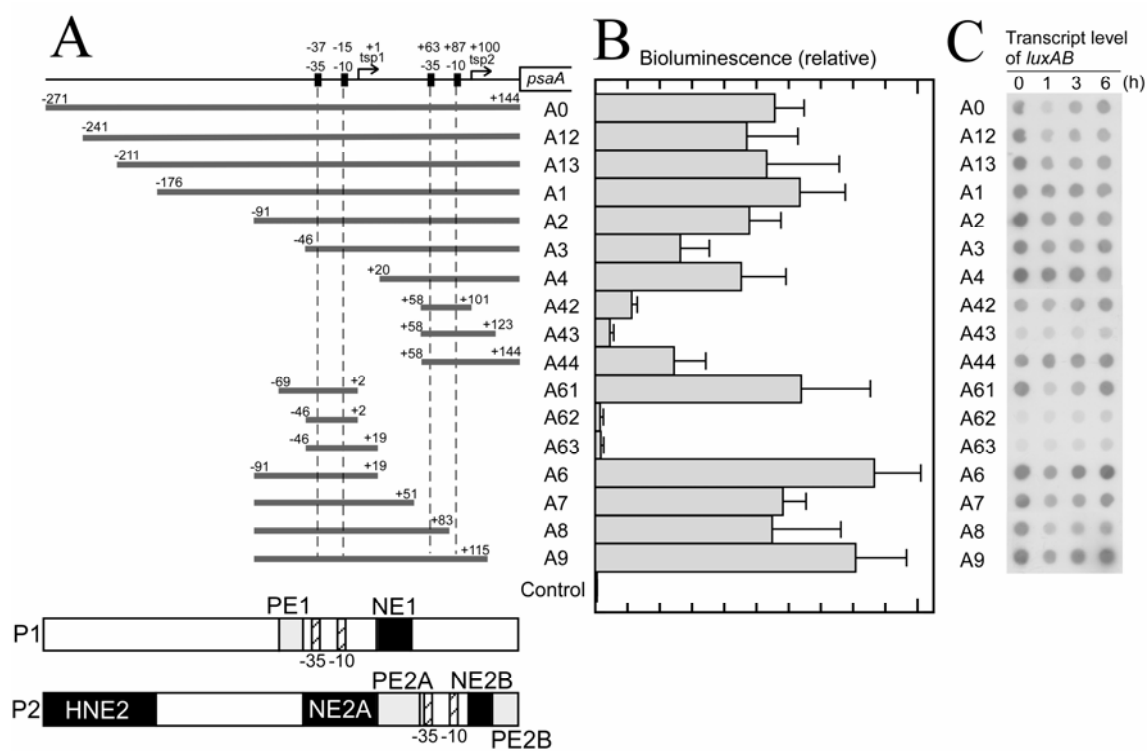 A
-37 -15 +1 +63 +87 +100
-35 -10 tsp1 -35 -10 tsp2
psaA
-271 +144 A0
-241 A12
-211 A13
-176 A1
-91 A2
-46 A3
+20 A4
+58 +101 A42
+58 +123 A43
+58 +144 A44
-69 +2 A61
-46 +2 A62
-46 +19 A63
-91 +19 A6
+51 A7
+83 A8
+115 A9
Control
PE1 NE1
P1
-35 -10
PE2A NE2B
P2 HNE2 NE2A
-35 -10 PE2B
B
Bioluminescence (relative)
C
Transcript level
of luxAB
0 1 3 6 (h)
A0
A12
A13
A1
A2
A3
A4
A42
A43
A44
A61
A62
A63
A6
A7
A8
A9